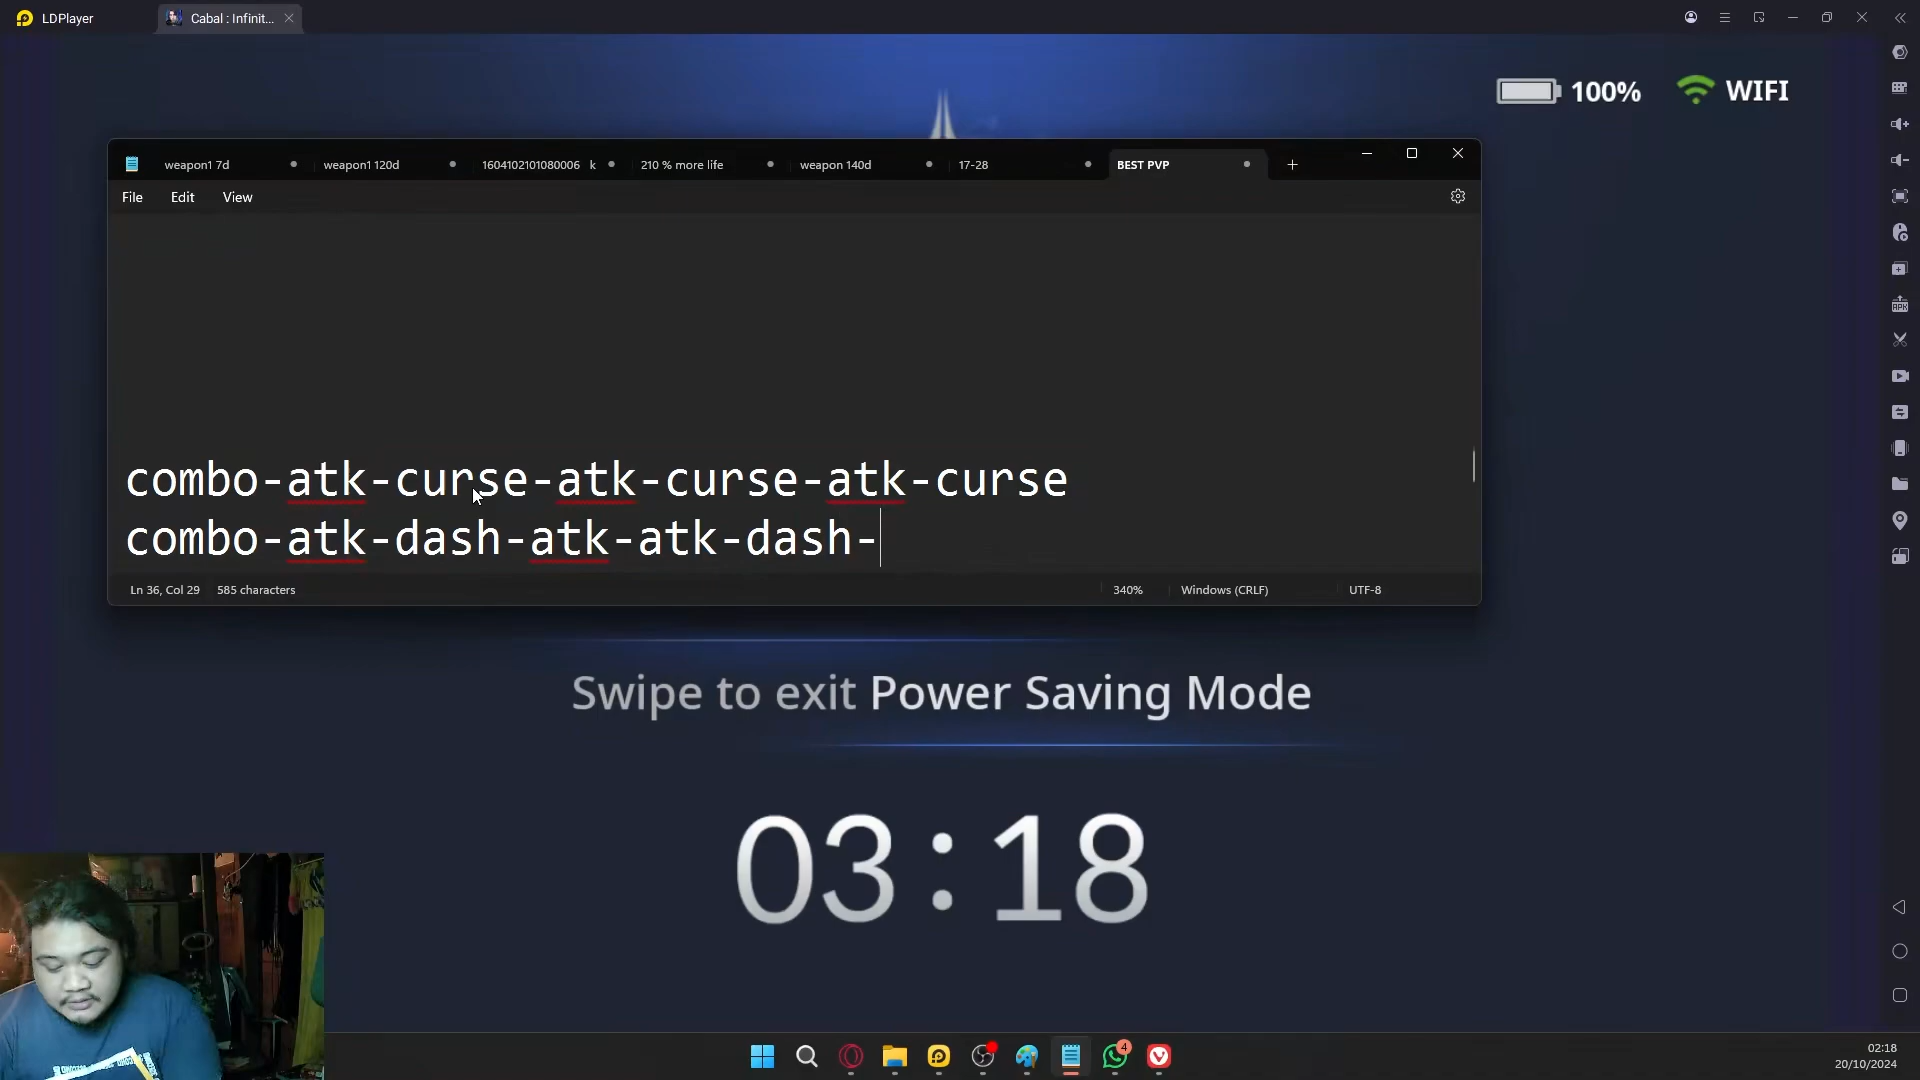 LDPlayer
Cabal : Infinit...
100% WIFI
weapon1 7d
weapon1 120d
1604102101080006 k
210 % more life
weapon 140d
17-28
BEST PVP
File Edit View
combo-atk-curse-atk-curse-atk-curse
combo-atk-dash-atk-atk-dash-
Ln 36, Col 29 585 characters 340% Windows (CRLF) UTF-8
Swipe to exit Power Saving Mode
03:18
4
02:18
20/10/2024